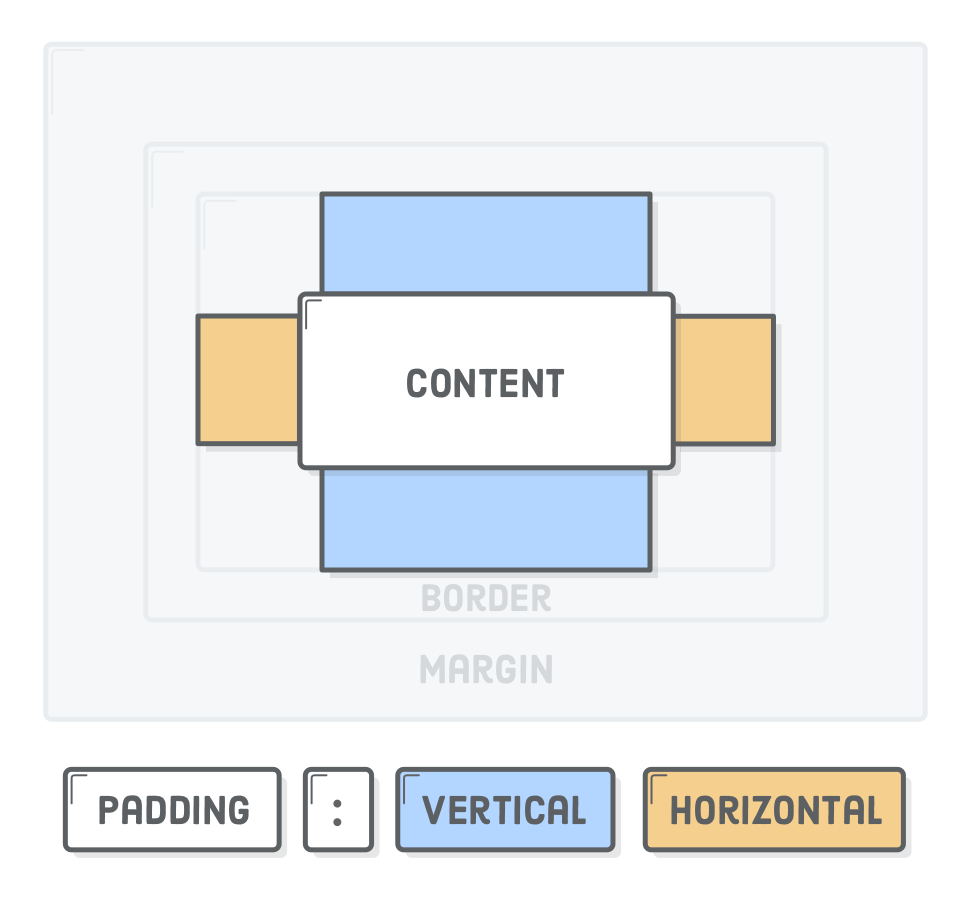 CONTENT
BORDER
MARGIN
PADDING : VERTICAL HORIZONTAL